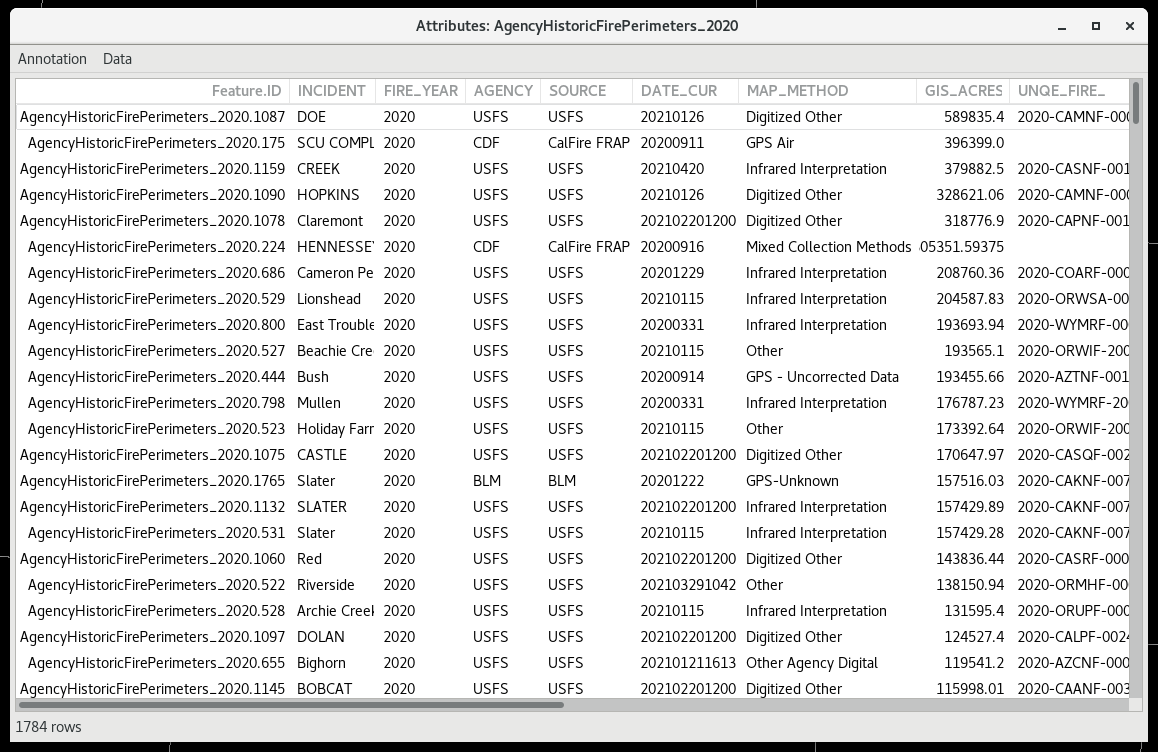 Attributes: AgencyHistoricFirePerimeters_2020
Annotation Data
Feature.ID INCIDENT FIRE_YEAR AGENCY SOURCE DATE_CUR MAP_METHOD GIS_ACRES UNQE_FIRE_
AgencyHistoricFirePerimeters_2020.1087 DOE 2020 USFS USFS 20210126 Digitized Other 589835.4 2020-CAMNF-000
AgencyHistoricFirePerimeters_2020.175 SCU COMPL 2020 CDF CalFire FRAP 20200911 GPS Air 396399.0
AgencyHistoricFirePerimeters_2020.1159 CREEK 2020 USFS USFS 20210420 Infrared Interpretation 379882.5 2020-CASNF-001
AgencyHistoricFirePerimeters_2020.1090 HOPKINS 2020 USFS USFS 20210126 Digitized Other 328621.06 2020-CAMNF-000
AgencyHistoricFirePerimeters_2020.1078 Claremont 2020 USFS USFS 202102201200 Digitized Other 318776.9 2020-CAPNF-001
AgencyHistoricFirePerimeters_2020.224 HENNESSEY 2020 CDF CalFire FRAP 20200916 Mixed Collection Methods 05351.59375
AgencyHistoricFirePerimeters_2020.686 Cameron Pe 2020 USFS USFS 20201229 Infrared Interpretation 208760.36 2020-COARF-000
AgencyHistoricFirePerimeters_2020.529 Lionshead 2020 USFS USFS 20210115 Infrared Interpretation 204587.83 2020-ORWSA-00
AgencyHistoricFirePerimeters_2020.800 East Trouble 2020 USFS USFS 20200331 Infrared Interpretation 193693.94 2020-WYMRF-00
AgencyHistoricFirePerimeters_2020.527 Beachie Cre 2020 USFS USFS 20210115 Other 193565.1 2020-ORWIF-200
AgencyHistoricFirePerimeters_2020.444 Bush 2020 USFS USFS 20200914 GPS - Uncorrected Data 193455.66 2020-AZTNF-001
AgencyHistoricFirePerimeters_2020.798 Mullen 2020 USFS USFS 20200331 Infrared Interpretation 176787.23 2020-WYMRF-20
AgencyHistoricFirePerimeters_2020.523 Holiday Farm 2020 USFS USFS 20210115 Other 173392.64 2020-ORWIF-200
AgencyHistoricFirePerimeters_2020.1075 CASTLE 2020 USFS USFS 202102201200 Digitized Other 170647.97 2020-CASQF-002
AgencyHistoricFirePerimeters_2020.1765 Slater 2020 BLM BLM 20201222 GPS-Unknown 157516.03 2020-CAKNF-007
AgencyHistoricFirePerimeters_2020.1132 SLATER 2020 USFS USFS 202102201200 Infrared Interpretation 157429.89 2020-CAKNF-007
AgencyHistoricFirePerimeters_2020.531 Slater 2020 USFS USFS 20210115 Infrared Interpretation 157429.28 2020-CAKNF-007
AgencyHistoricFirePerimeters_2020.1060 Red 2020 USFS USFS 202102201200 Digitized Other 143836.44 2020-CASRF-000
AgencyHistoricFirePerimeters_2020.522 Riverside 2020 USFS USFS 202103291042 Other 138150.94 2020-ORMHF-00
AgencyHistoricFirePerimeters_2020.528 Archie Creek 2020 USFS USFS 20210115 Infrared Interpretation 131595.4 2020-ORUPF-000
AgencyHistoricFirePerimeters_2020.1097 DOLAN 2020 USFS USFS 202102201200 Digitized Other 124527.4 2020-CALPF-0024
AgencyHistoricFirePerimeters_2020.655 Bighorn 2020 USFS USFS 202101211613 Other Agency Digital 119541.2 2020-AZCNF-000
AgencyHistoricFirePerimeters_2020.1145 BOBCAT 2020 USFS USFS 202102201200 Digitized Other 115998.01 2020-CAANF-003
1784 rows